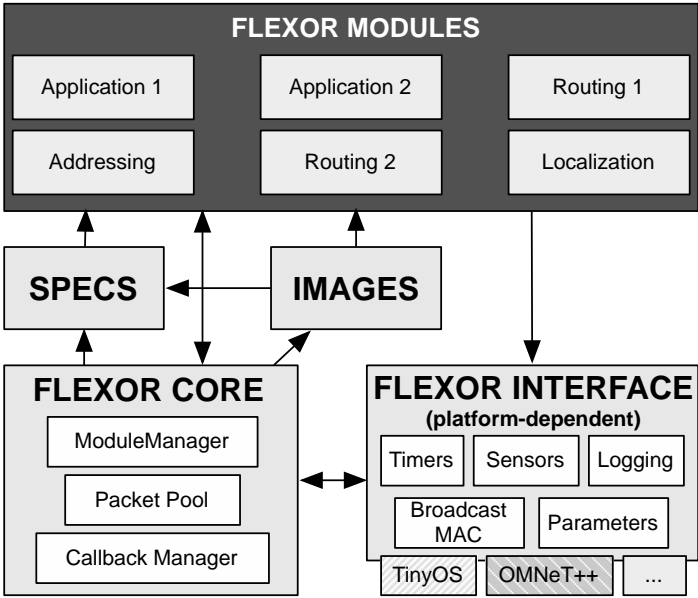 FLEXOR MODULES
Application 1
Application 2
Routing 1
Addressing
Routing 2
Localization
SPECS
IMAGES
FLEXOR CORE
ModuleManager
Packet Pool
Callback Manager
FLEXOR INTERFACE
(platform-dependent)
Timers
Sensors
Logging
Broadcast
MAC
Parameters
TinyOS
OMNeT++
...